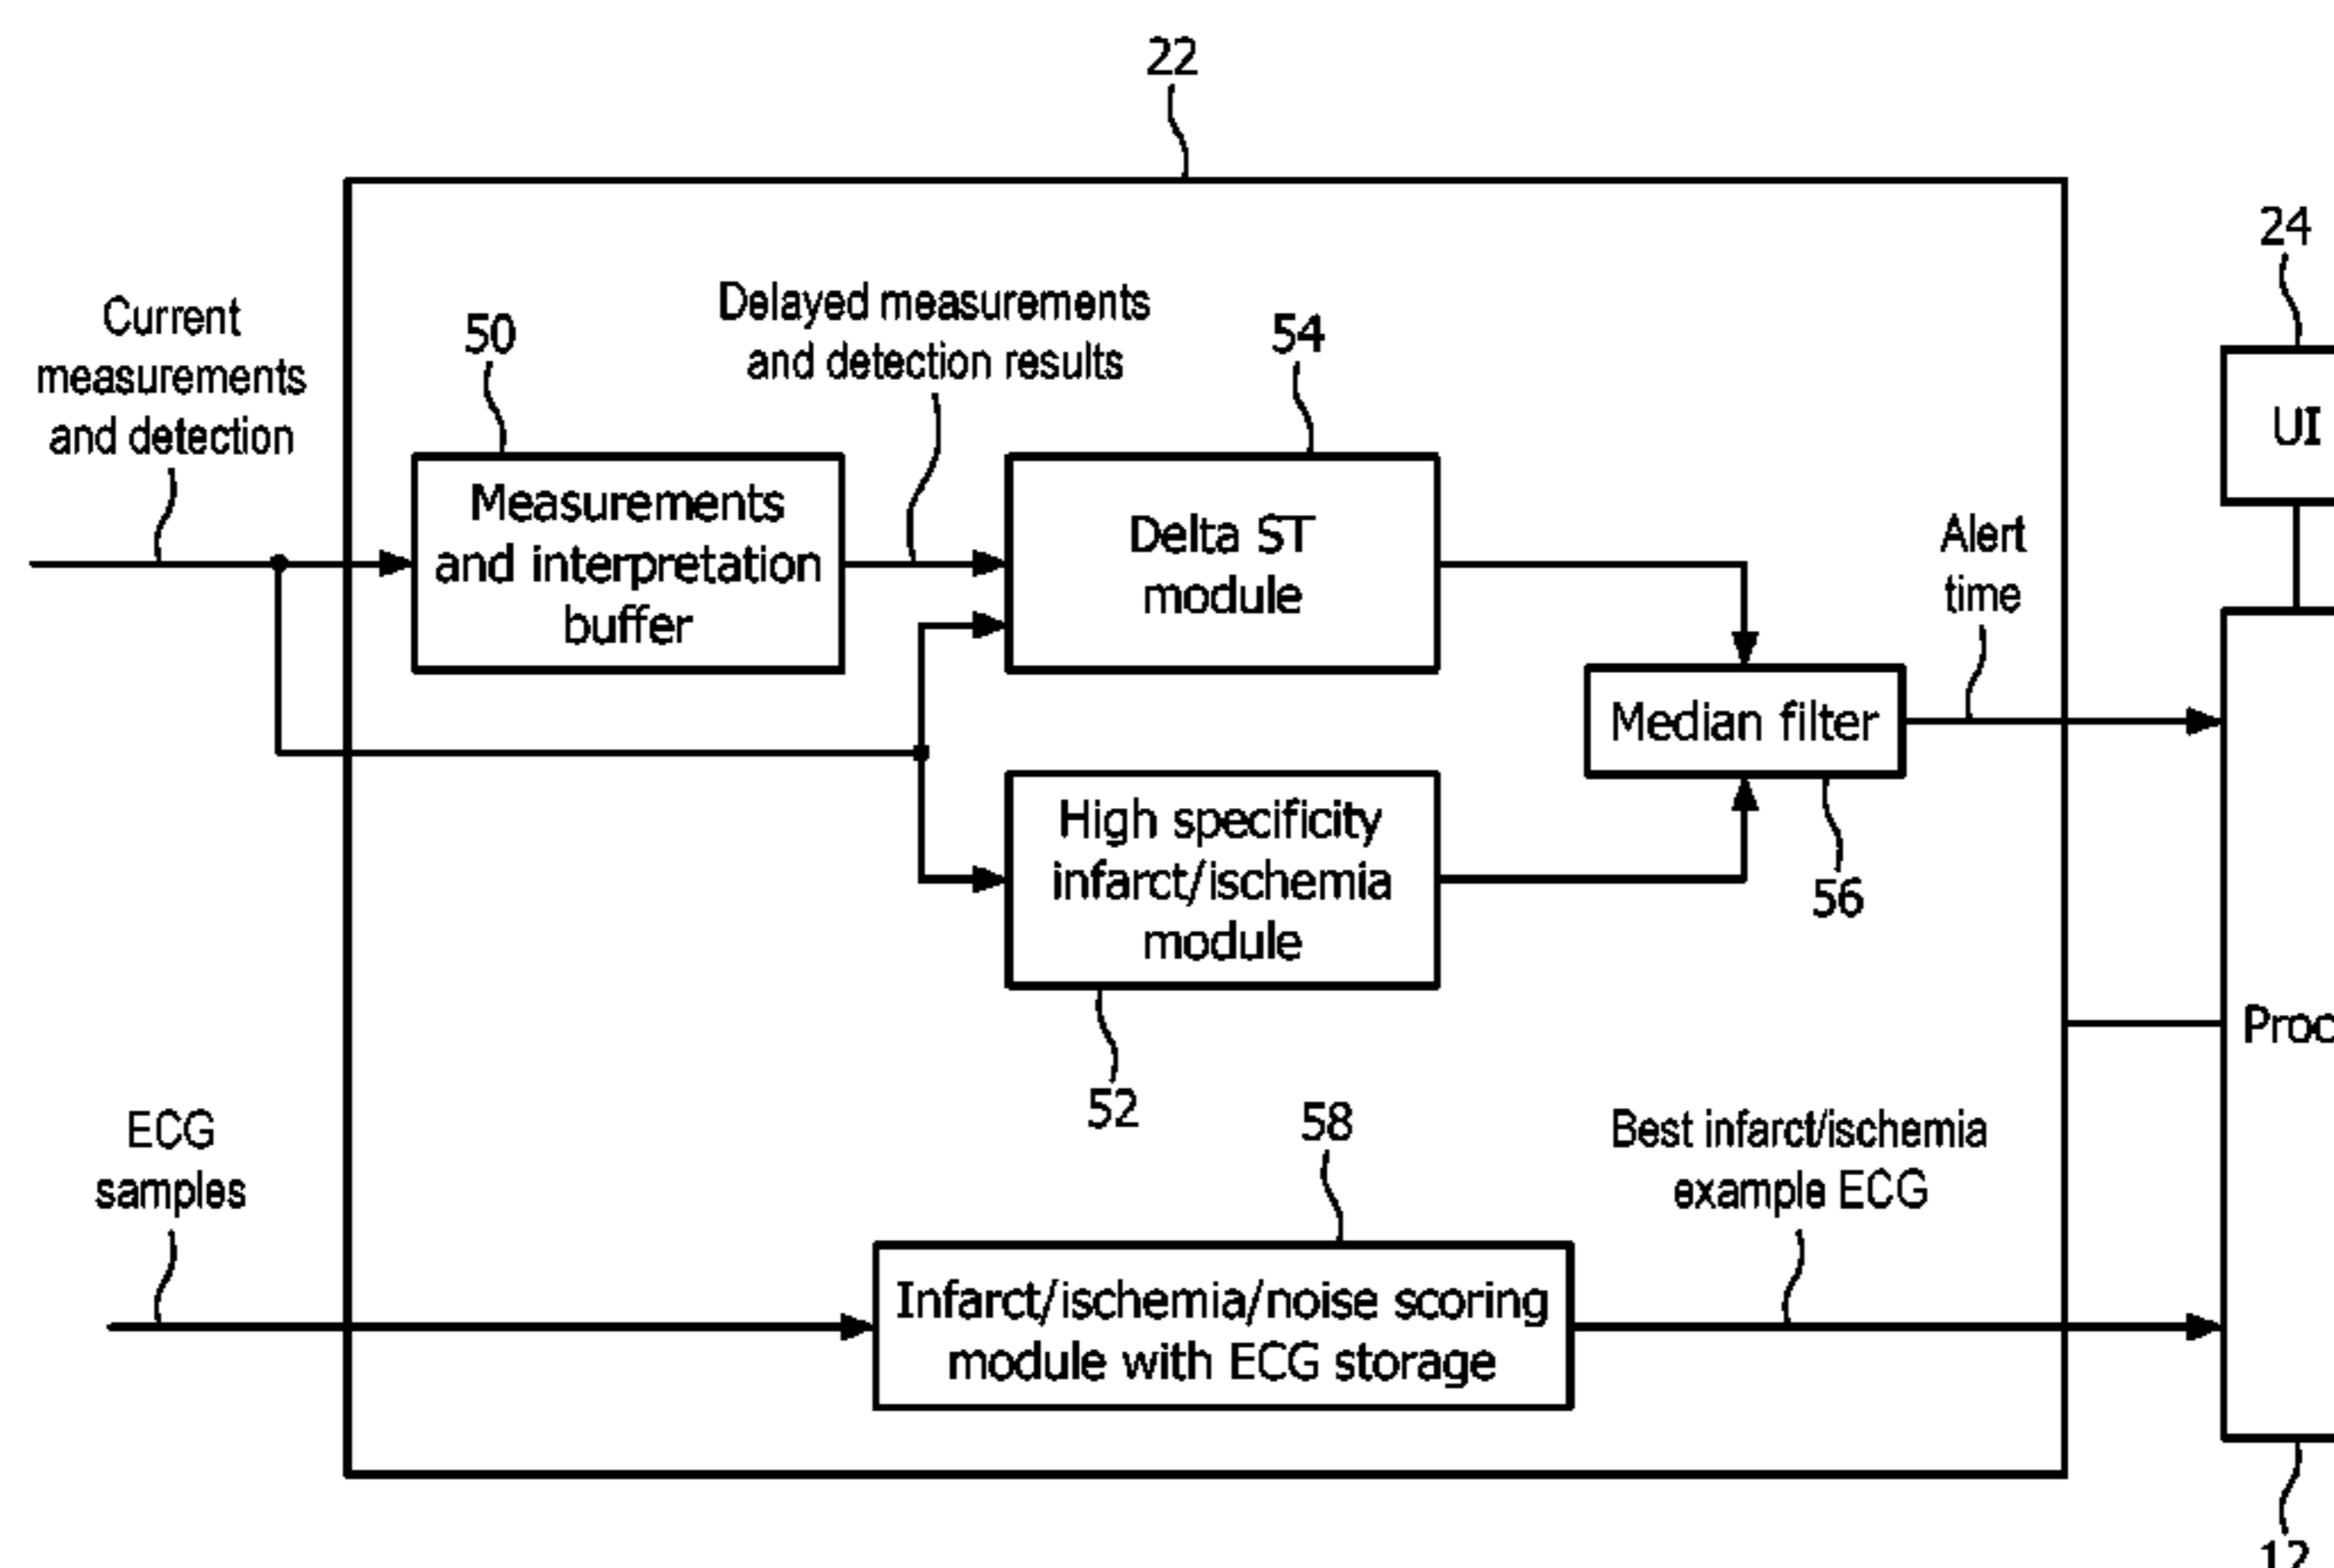 22
24
Current
measurements
and detection
50
Delayed measurements
and detection results
54
UI
Measurements
and interpretation
buffer
Delta ST
module
Alert
time
Median filter
High specificity
infarct/ischemia
module
56
52
Proc
ECG
samples
58
Best infarct/ischemia
example ECG
Infarct/ischemia/noise scoring
module with ECG storage
12